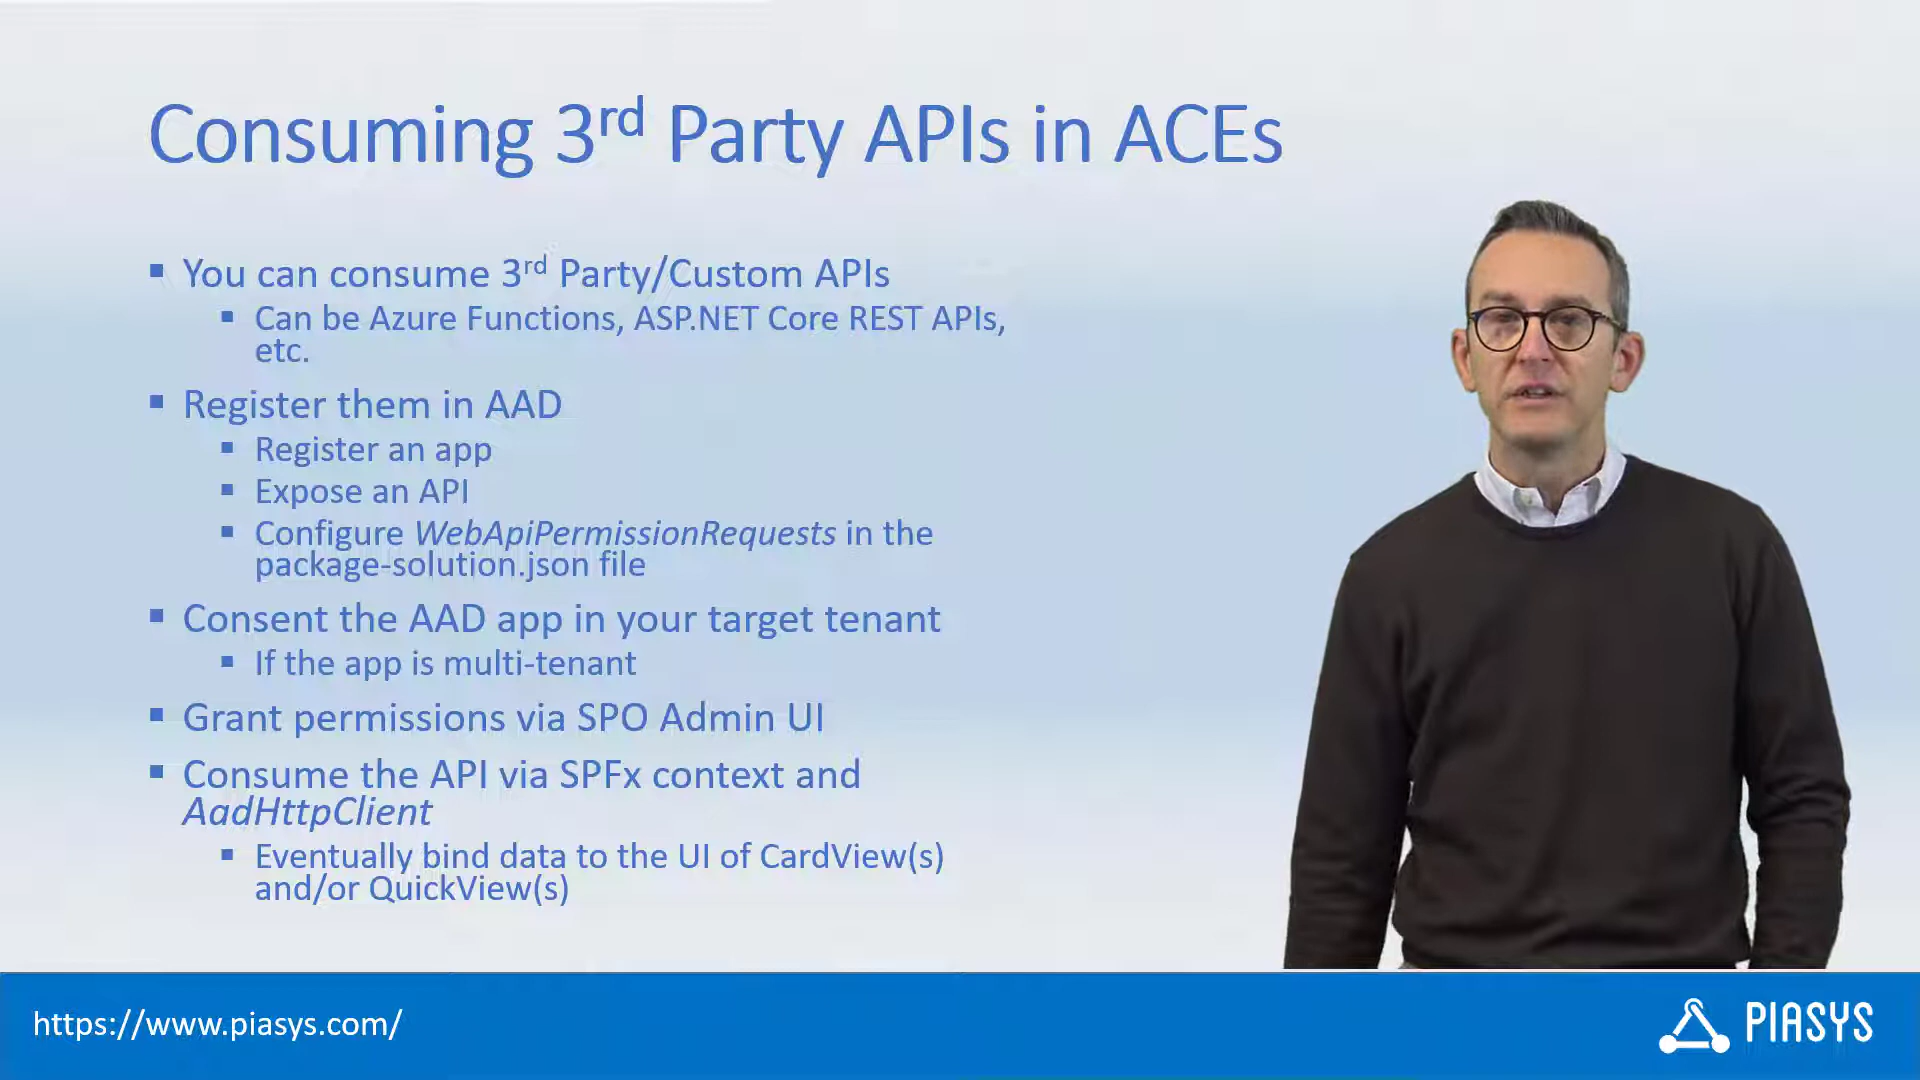 Consuming 3rd Party APIs in ACEs
You can consume 3rd Party/Custom APIs
Can be Azure Functions, ASP.NET Core REST APIs,
etc.
Register them in AAD
Register an app
Expose an API
Configure WebApiPermissionRequests in the
package-solution.json file
Consent the AAD app in your target tenant
If the app is multi-tenant
Grant permissions via SPO Admin UI
Consume the API via SPFx context and
AadHttpClient
Eventually bind data to the UI of CardView(s)
and/or QuickView(s)
https://www.piasys.com/
PIASYS